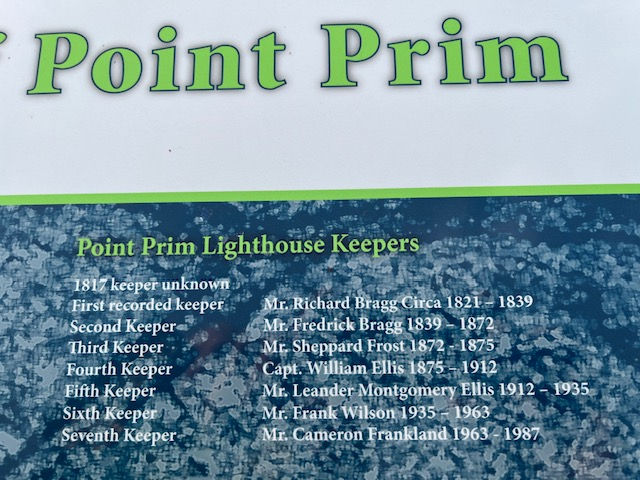 Point Prim
Point Prim Lighthouse Keepers
1817 keeper unknown
First recorded keeper Mr. Richard Bragg Circa 1821 – 1839
Second Keeper Mr. Fredrick Bragg 1839 – 1872
Third Keeper Mr. Sheppard Frost 1872 - 1875
Fourth Keeper Capt. William Ellis 1875 – 1912
Fifth Keeper Mr. Leander Montgomery Ellis 1912 – 1935
Sixth Keeper Mr. Frank Wilson 1935 – 1963
Seventh Keeper Mr. Cameron Frankland 1963 - 1987